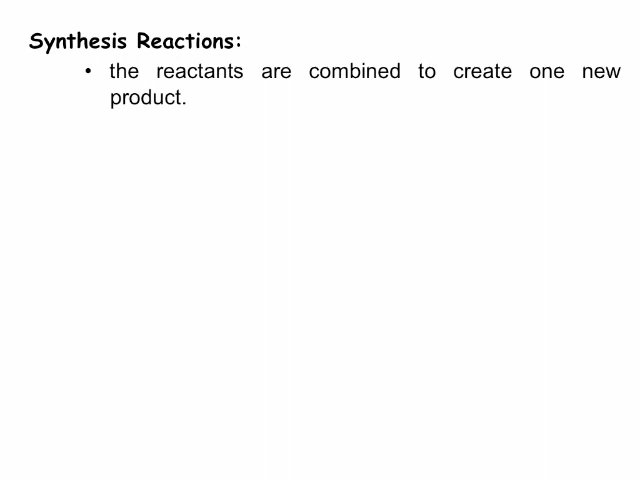 Synthesis Reactions:
• the reactants are combined to create one new
product.